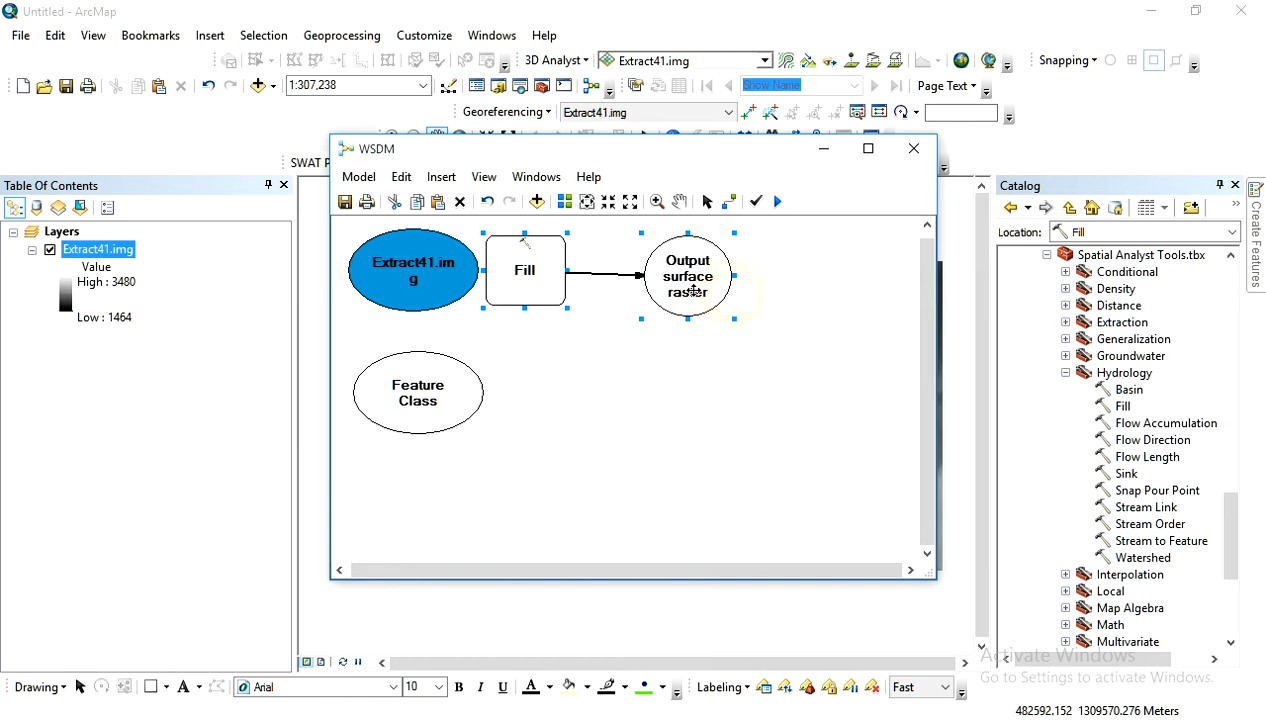 Untitled - ArcMap
File Edit View Bookmarks Insert Selection Geoprocessing Customize Windows Help
3D Analyst Extract41.img Snapping
1:307,238 Show Name Page Text
Georeferencing Extract41.img
SWAT P
Table Of Contents
Layers
Extract41.img
Value
High : 3480
Low : 1464
WSDM
Model Edit Insert View Windows Help
Extract41.im
g
Fill
Output
surface
raster
Feature
Class
Catalog
Location: Fill
Spatial Analyst Tools.tbx
Conditional
Density
Distance
Extraction
Generalization
Groundwater
Hydrology
Basin
Fill
Flow Accumulation
Flow Direction
Flow Length
Sink
Snap Pour Point
Stream Link
Stream Order
Stream to Feature
Watershed
Interpolation
Local
Map Algebra
Math
Multivariate
Create Features
Activate Windows
Go to Settings to activate Windows.
Drawing A Arial 10 B I U A Labeling Fast
482592.152 1309570.276 Meters